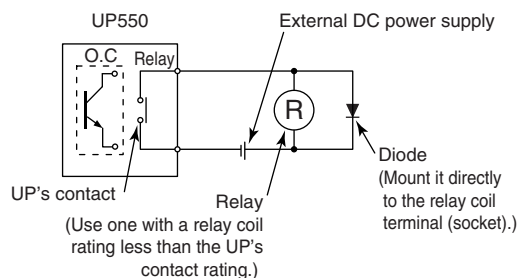 UP550
External DC power supply
O.C
Relay
R
Diode
(Mount it directly
to the relay coil
terminal (socket).)
UP's contact
Relay
(Use one with a relay coil
rating less than the UP's
contact rating.)